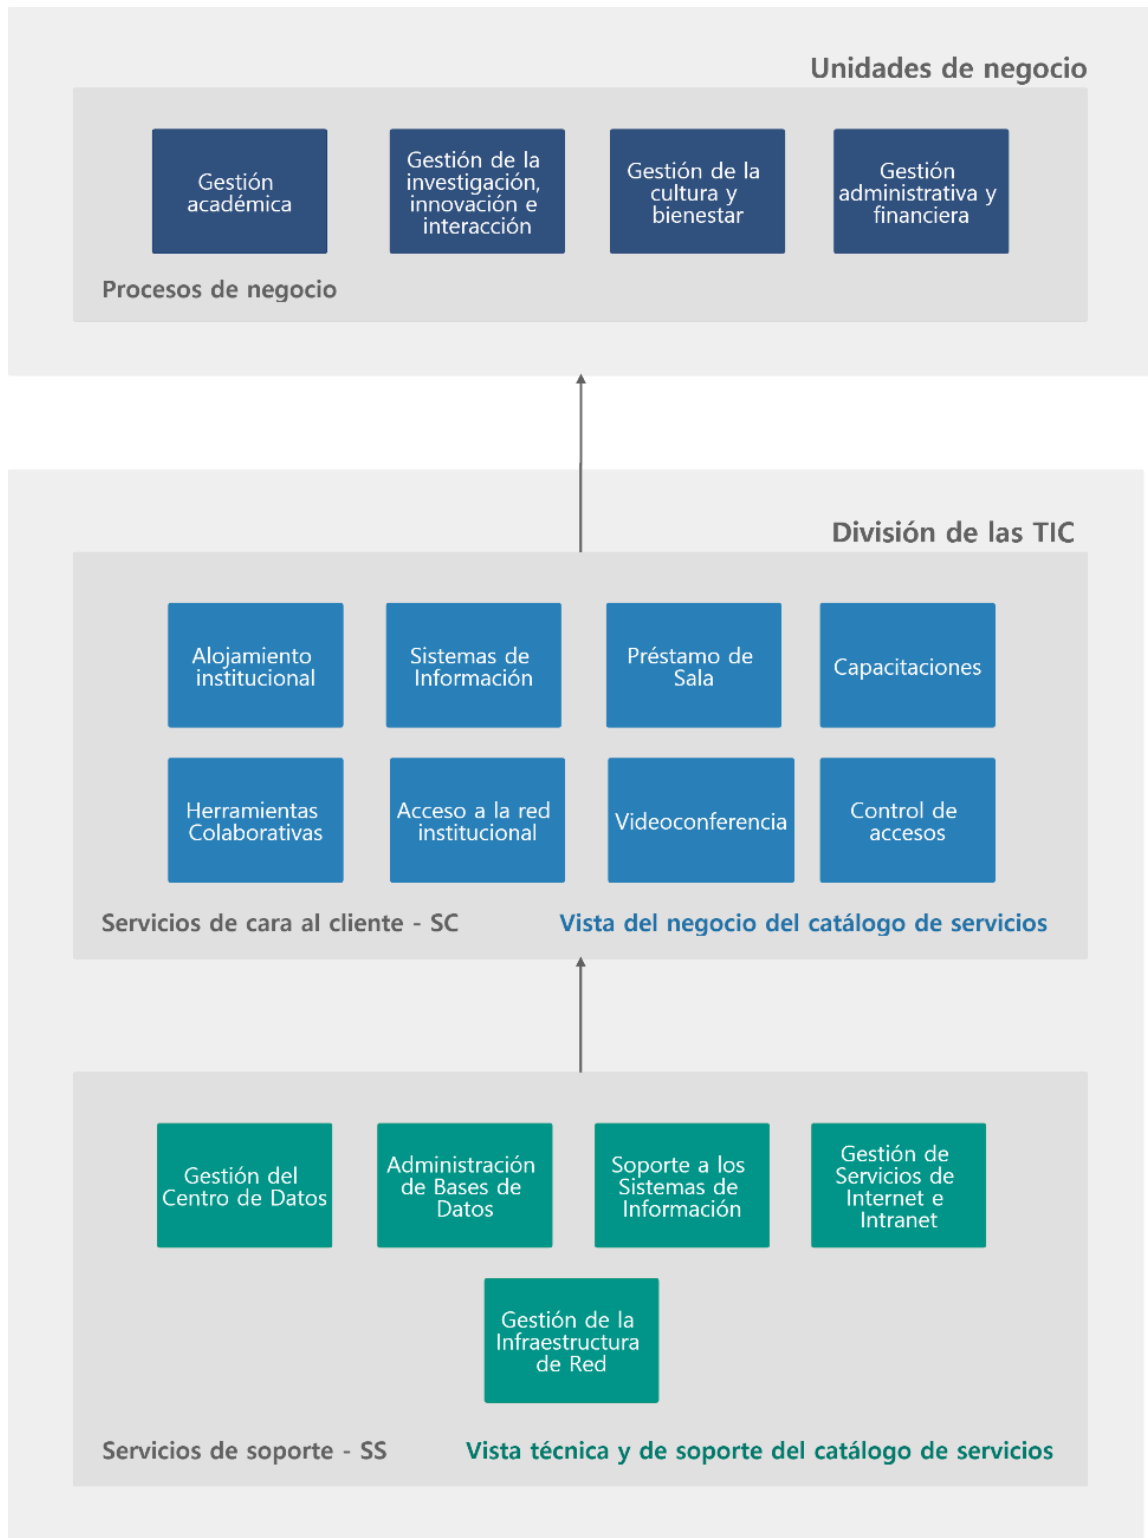 Unidades de negocio
Gestión
académica
Gestión de la
investigación,
innovación e
interacción
Gestión de la
cultura y
bienestar
Gestión
administrativa y
financiera
Procesos de negocio
División de las TIC
Alojamiento
institucional
Sistemas de
Información
Préstamo de
Sala
Capacitaciones
Herramientas
Colaborativas
Acceso a la red
institucional
Videoconferencia
Control de
accesos
Servicios de cara al cliente - SC
Vista del negocio del catálogo de servicios
Gestión del
Centro de Datos
Administración
de Bases de
Datos
Soporte a los
Sistemas de
Información
Gestión de
Servicios de
Internet e
Intranet
Gestión de la
Infraestructura
de Red
Servicios de soporte - SS
Vista técnica y de soporte del catálogo de servicios